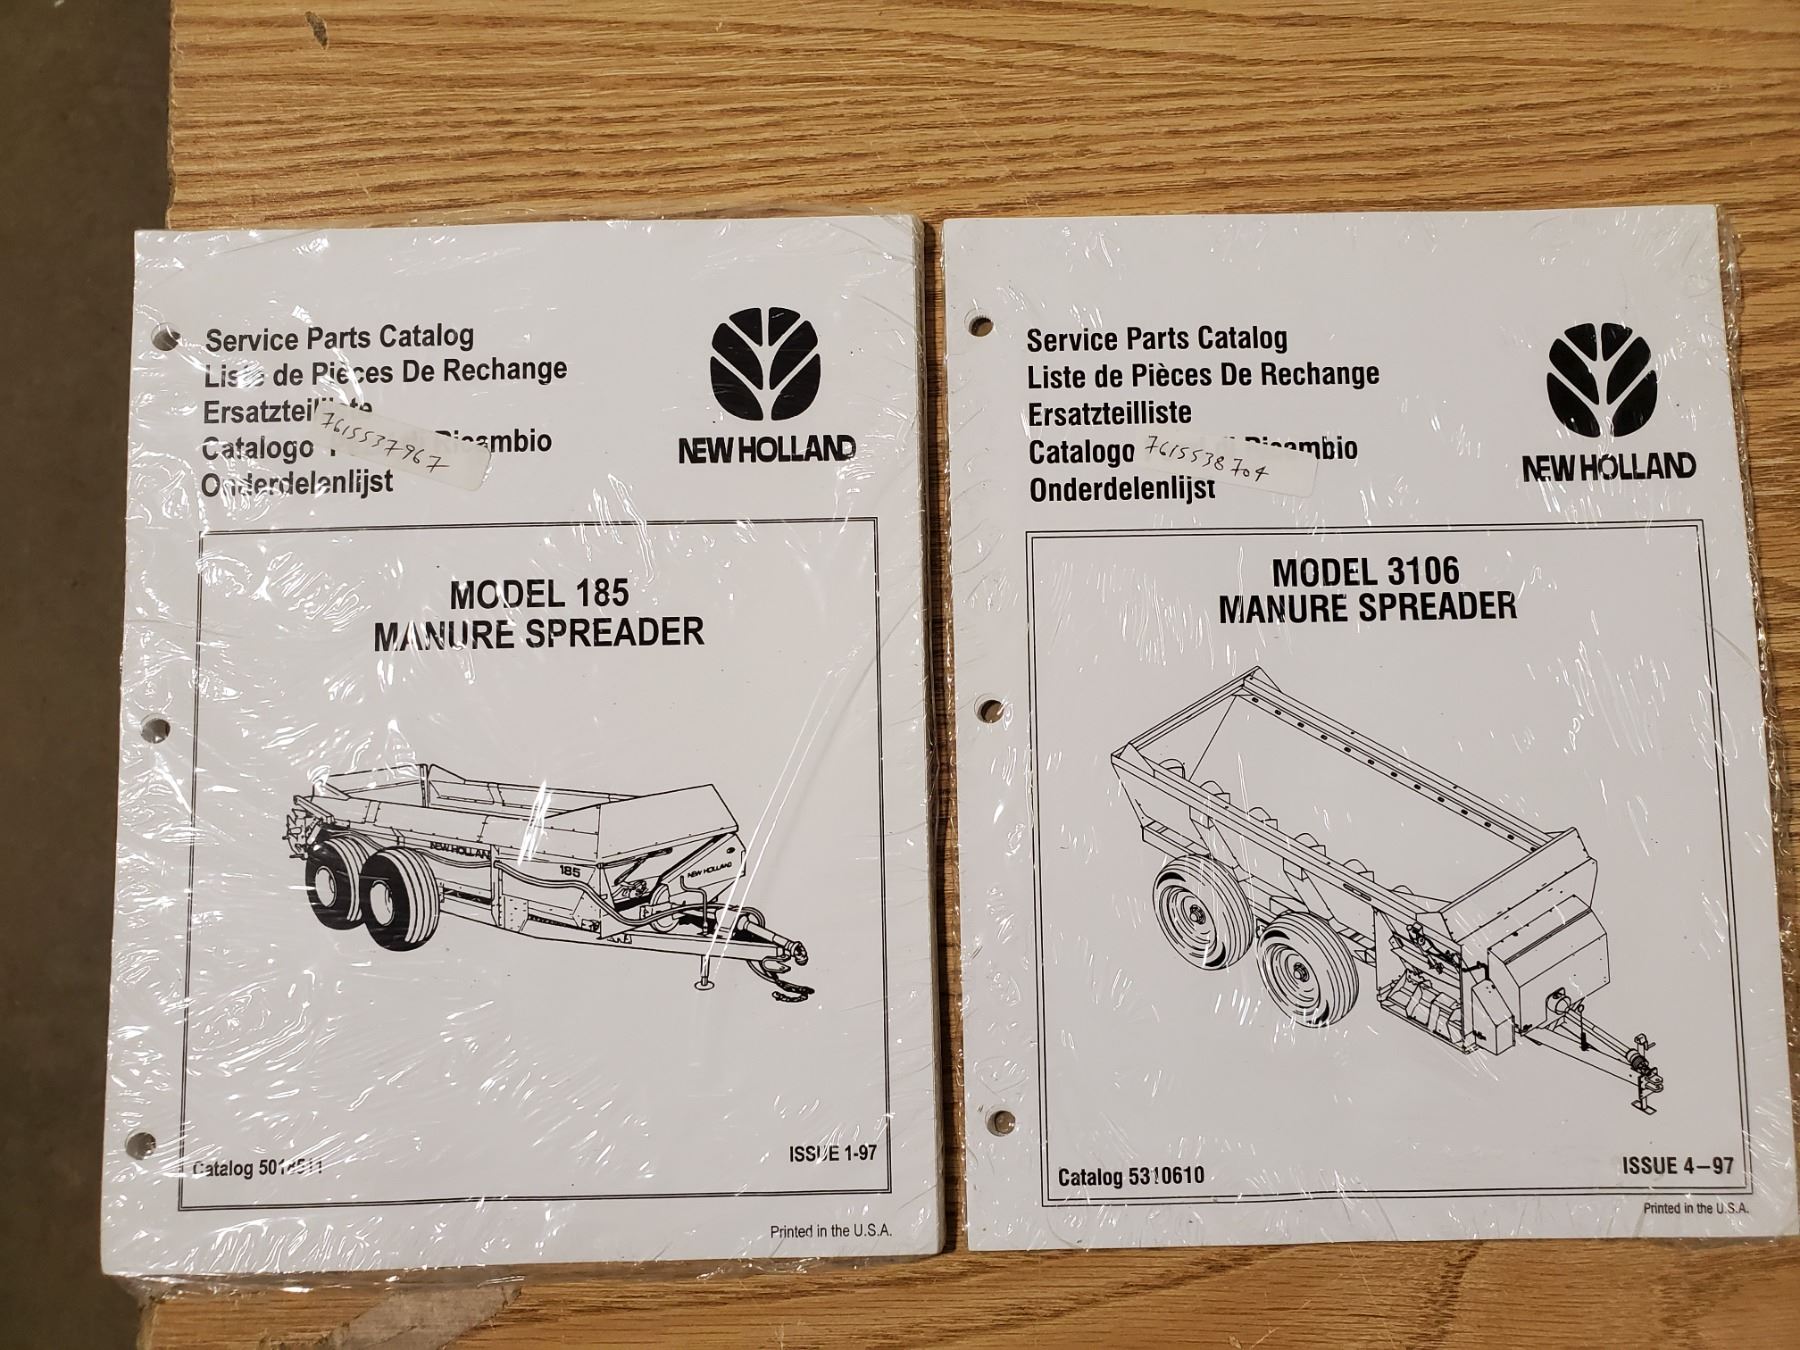 Service Parts Catalog
Liste de Pièces De Rechange
Catalogo
Onderdelenlijst
7615537967
NEW HOLLAND
MODEL 185
MANURE SPREADER
NEW HOLLAND
185
NEW HOLLAND
Catalog
ISSUE 1-97
Printed in the U.S.A.
Service Parts Catalog
Liste de Pièces De Rechange
Ersatzteilliste
Catalogo
Onderdelenlijst
7615538704
NEW HOLLAND
MODEL 3106
MANURE SPREADER
Catalog 5310610
ISSUE 4–97
Printed in the U.S.A.